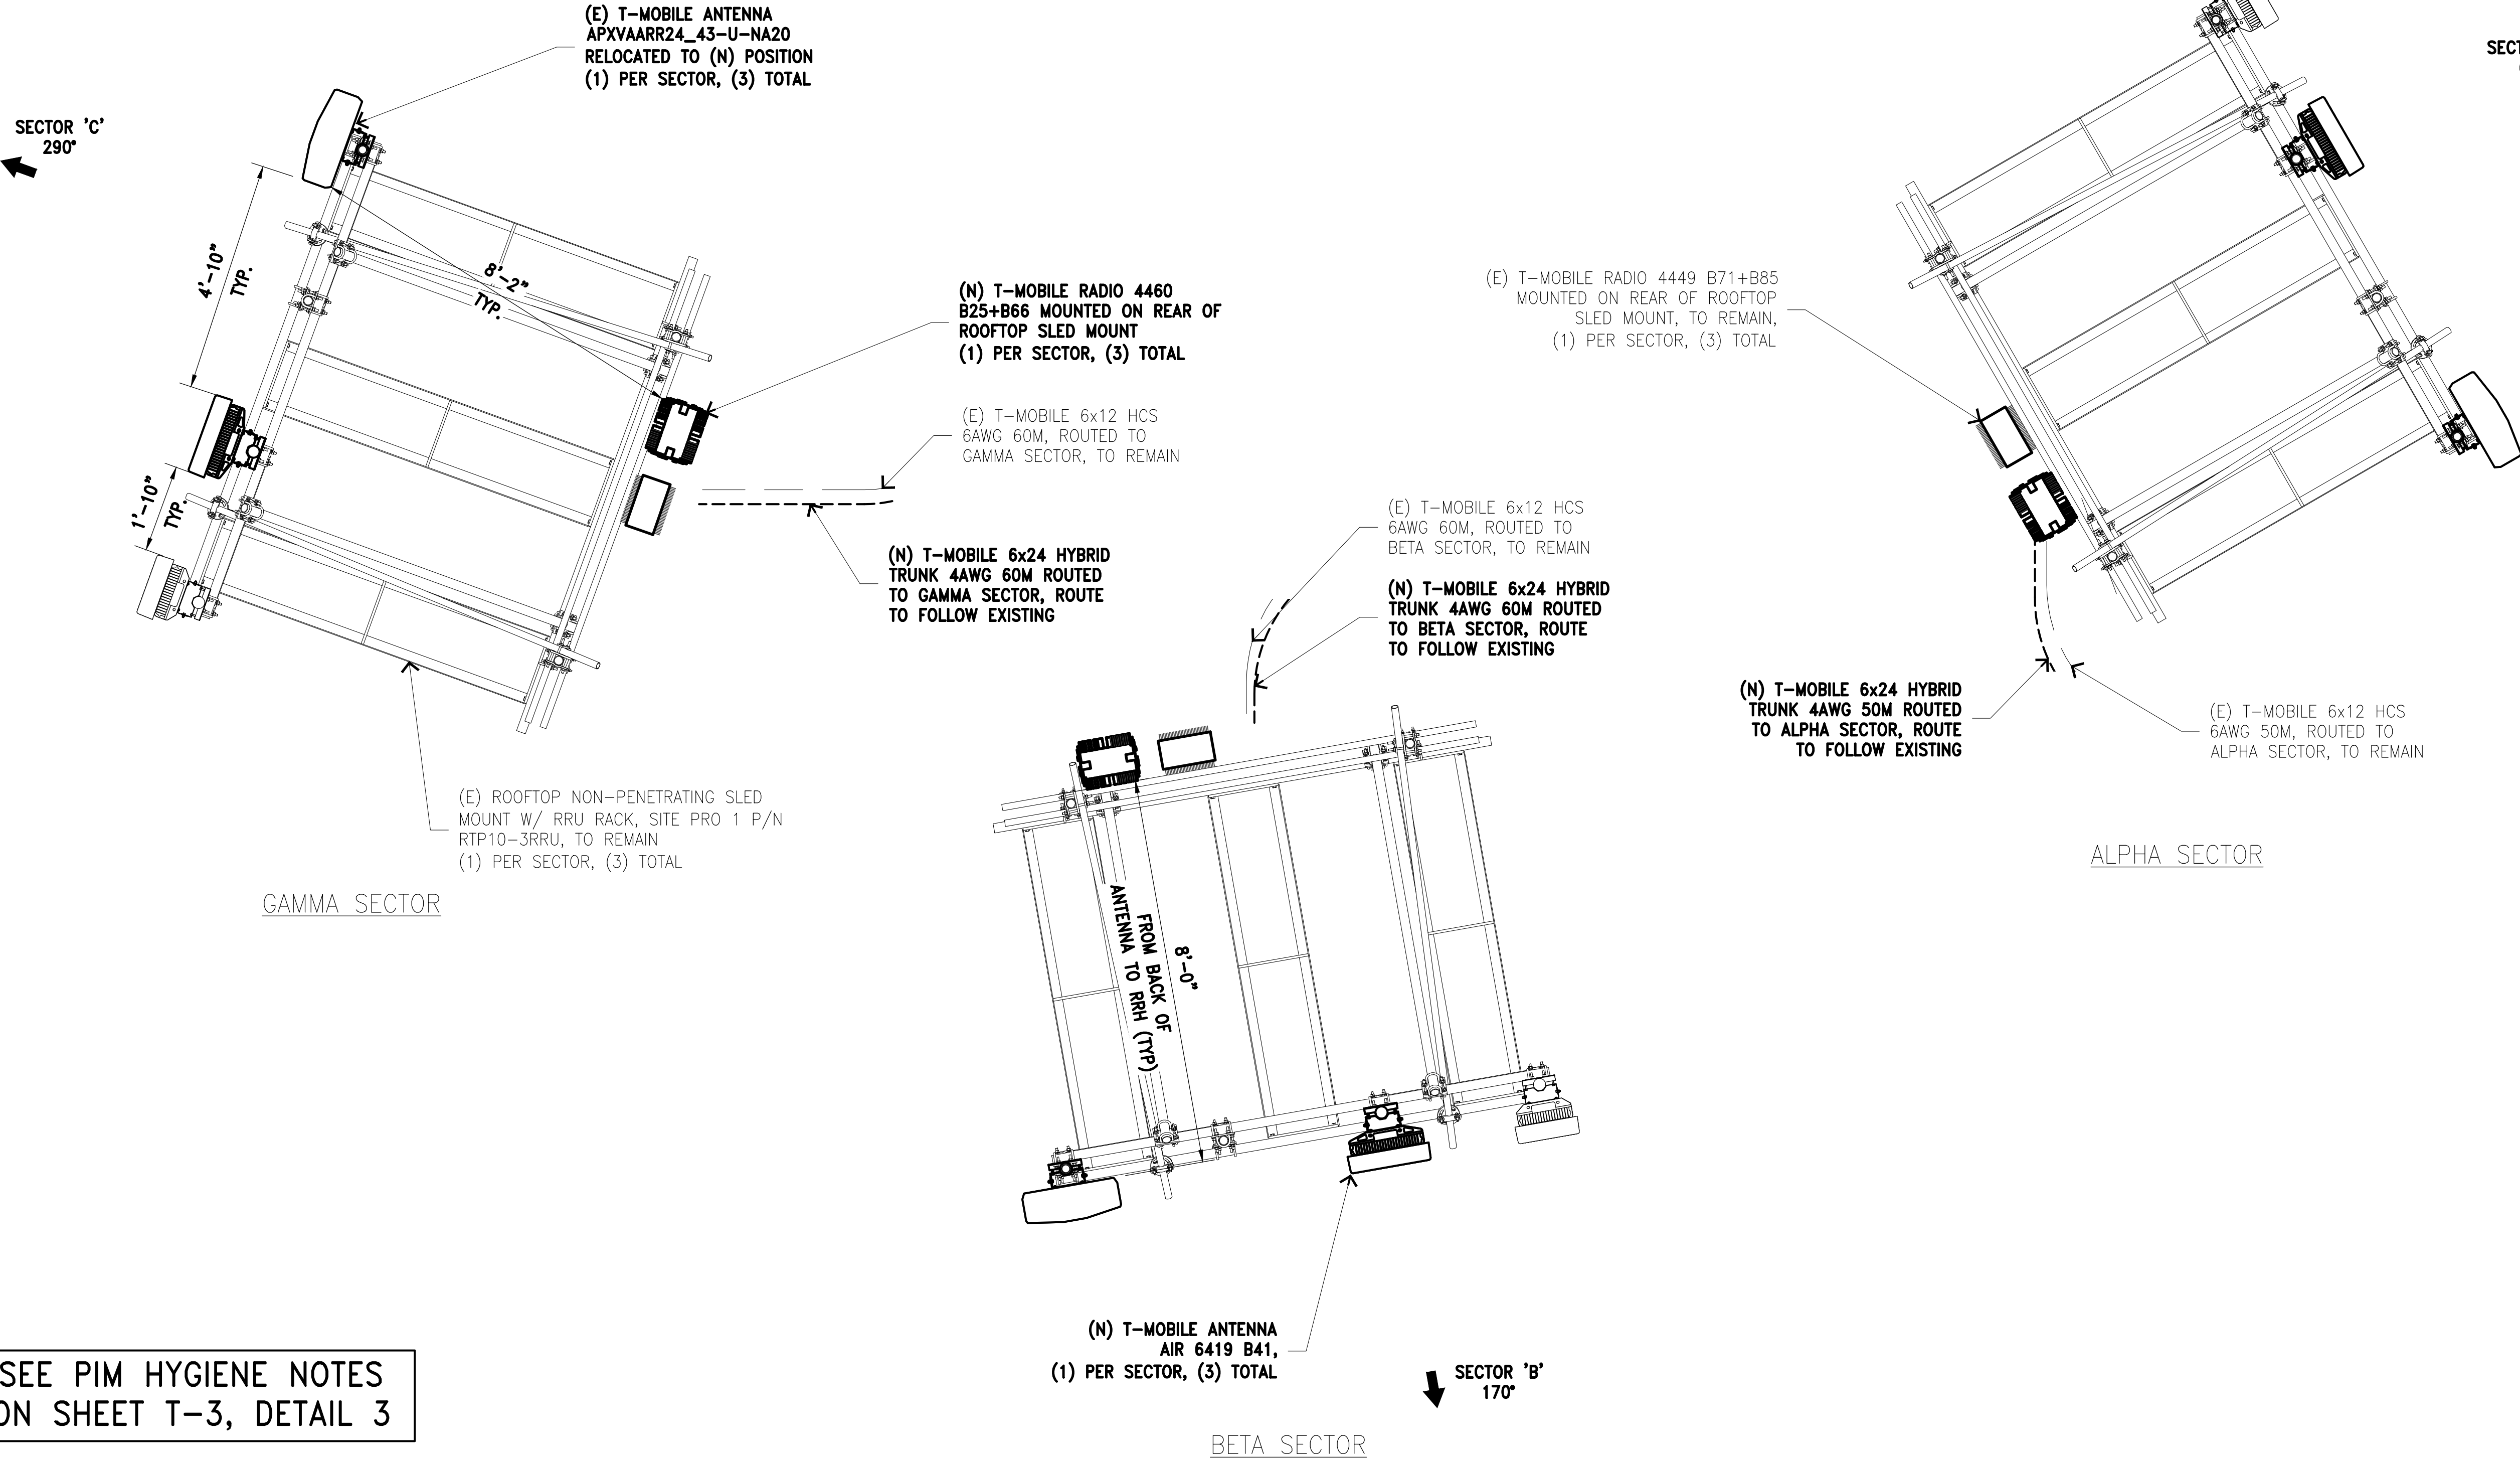 (E) T-MOBILE ANTENNA
APXVAARR24_43-U-NA20
RELOCATED TO (N) POSITION
(1) PER SECTOR, (3) TOTAL
SECTOR 'C'
290°
4'-10"
TYP.
8'-2"
TYP.
1'-10"
TYP.
(N) T-MOBILE RADIO 4460
B25+B66 MOUNTED ON REAR OF
ROOFTOP SLED MOUNT
(1) PER SECTOR, (3) TOTAL
(E) T-MOBILE 6x12 HCS
6AWG 60M, ROUTED TO
GAMMA SECTOR, TO REMAIN
(N) T-MOBILE 6x24 HYBRID
TRUNK 4AWG 60M ROUTED
TO GAMMA SECTOR, ROUTE
TO FOLLOW EXISTING
(E) ROOFTOP NON-PENETRATING SLED
MOUNT W/ RRU RACK, SITE PRO 1 P/N
RTP10-3RRU, TO REMAIN
(1) PER SECTOR, (3) TOTAL
GAMMA SECTOR
(E) T-MOBILE 6x12 HCS
6AWG 60M, ROUTED TO
BETA SECTOR, TO REMAIN
(N) T-MOBILE 6x24 HYBRID
TRUNK 4AWG 60M ROUTED
TO BETA SECTOR, ROUTE
TO FOLLOW EXISTING
8'-0"
FROM BACK OF
ANTENNA TO RRH (TYP)
(N) T-MOBILE ANTENNA
AIR 6419 B41,
(1) PER SECTOR, (3) TOTAL
SECTOR 'B'
170°
BETA SECTOR
(E) T-MOBILE RADIO 4449 B71+B85
MOUNTED ON REAR OF ROOFTOP
SLED MOUNT, TO REMAIN,
(1) PER SECTOR, (3) TOTAL
(N) T-MOBILE 6x24 HYBRID
TRUNK 4AWG 50M ROUTED
TO ALPHA SECTOR, ROUTE
TO FOLLOW EXISTING
(E) T-MOBILE 6x12 HCS
6AWG 50M, ROUTED TO
ALPHA SECTOR, TO REMAIN
ALPHA SECTOR
SEE PIM HYGIENE NOTES
ON SHEET T-3, DETAIL 3